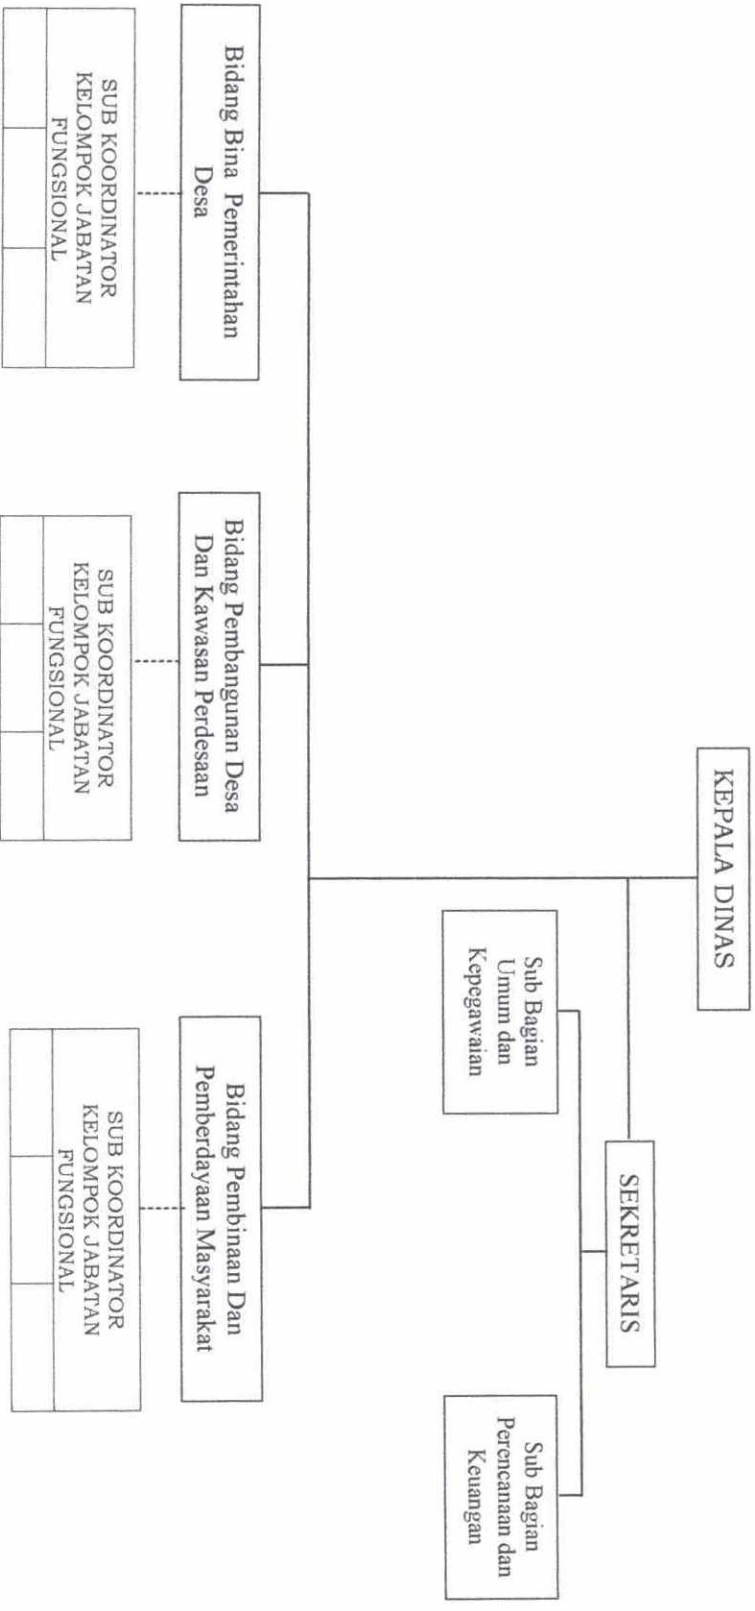 KEPALA DINAS
SEKRETARIS
Sub Bagian
Umum dan
Kepegawaian
Sub Bagian
Perencanaan dan
Keuangan
Bidang Bina Pemerintahan
Desa
Bidang Pembangunan Desa
Dan Kawasan Perdesaan
Bidang Pembinaan Dan
Pemberdayaan Masyarakat
SUB KOORDINATOR
KELOMPOK JABATAN
FUNGSIONAL
SUB KOORDINATOR
KELOMPOK JABATAN
FUNGSIONAL
SUB KOORDINATOR
KELOMPOK JABATAN
FUNGSIONAL